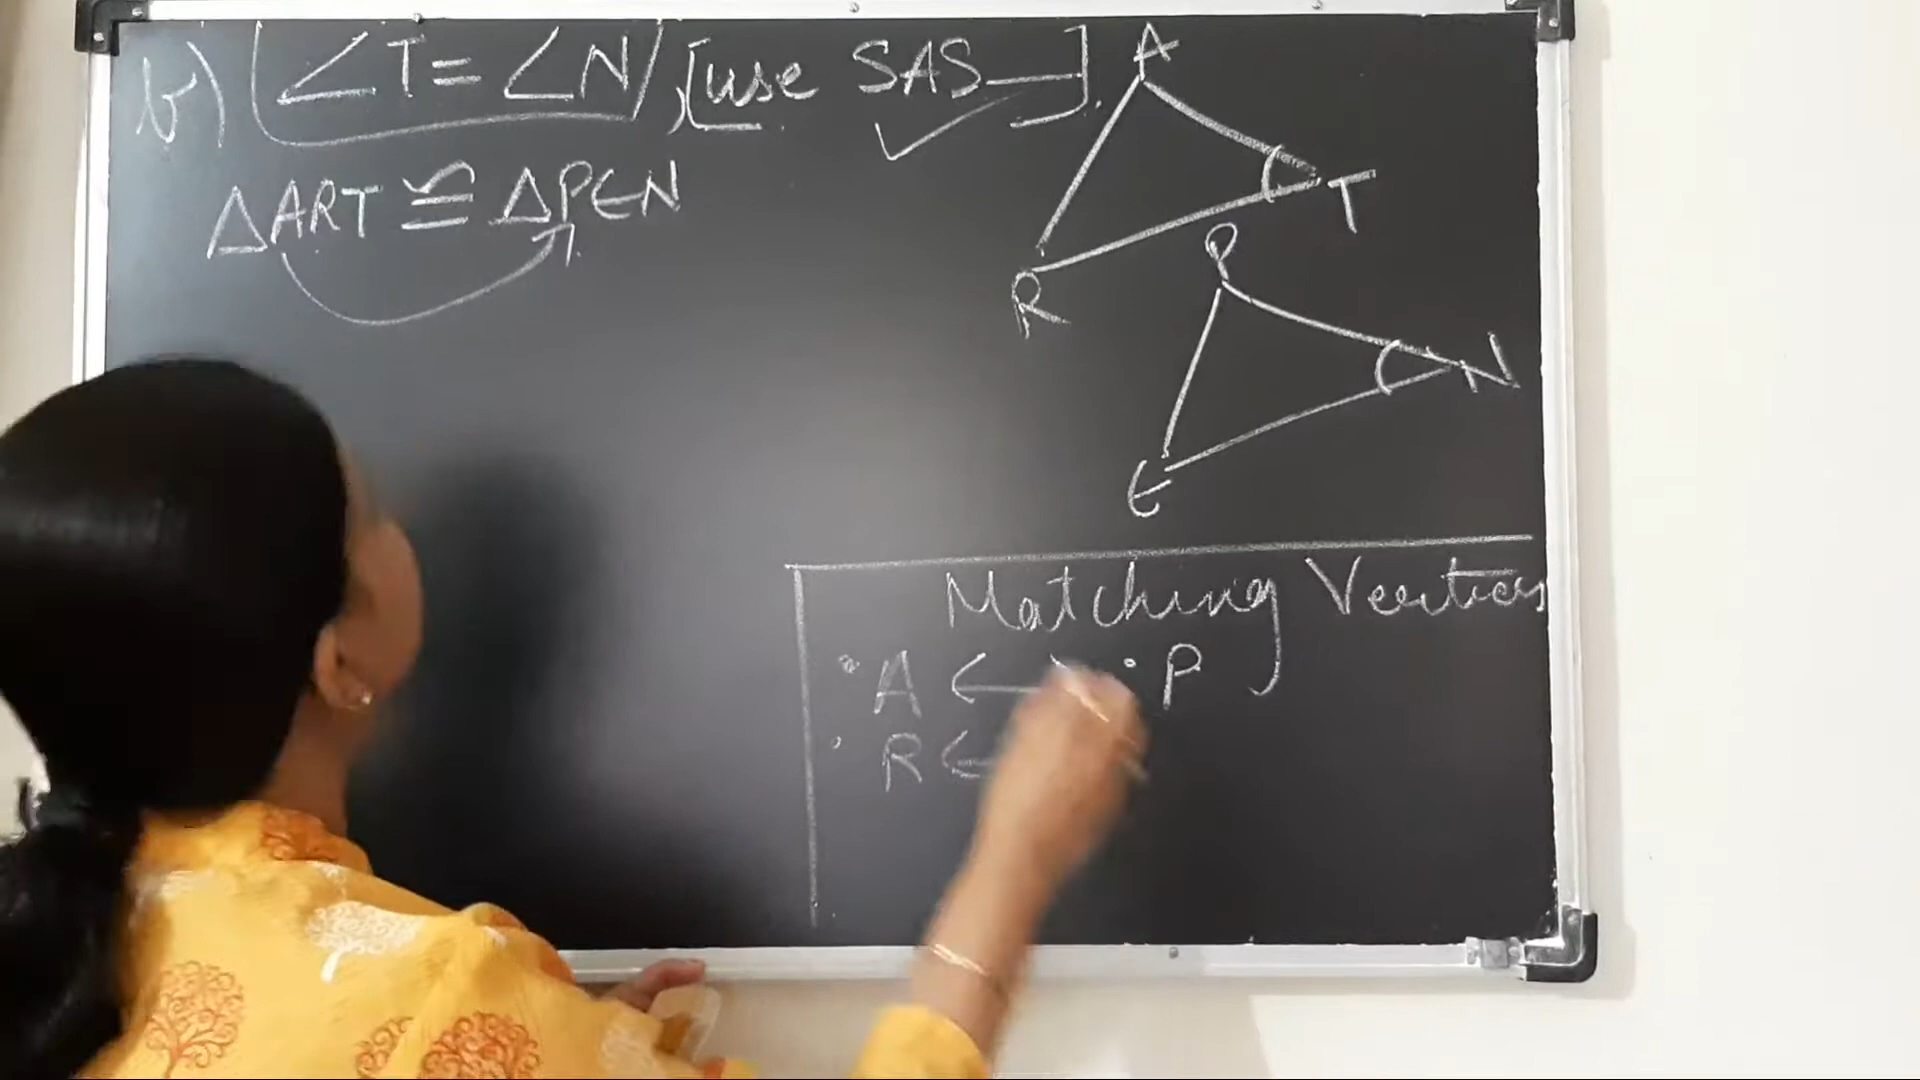 b) ∠T = ∠N, [use SAS ].
ΔART ≅ ΔPEN
A
T
R
P
N
E
Matching Vertices
A ↔ P
R ←